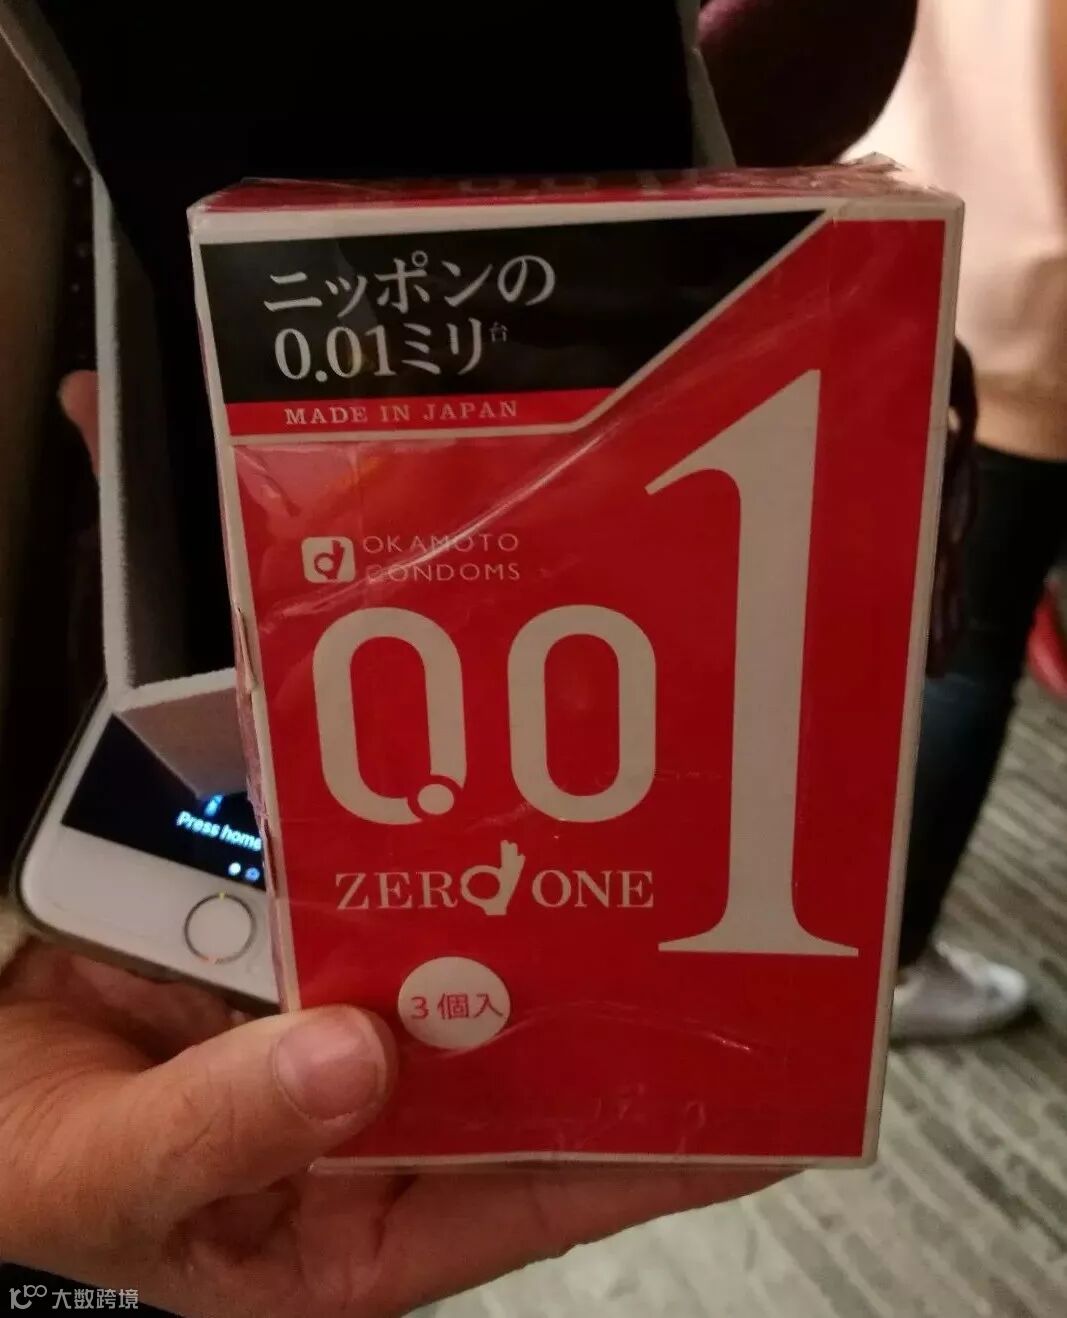 ニッポンの
0.01ミリ台
MADE IN JAPAN
OKAMOTO
CONDOMS
0.01
ZERO ONE
3個入
Press home
大数跨境